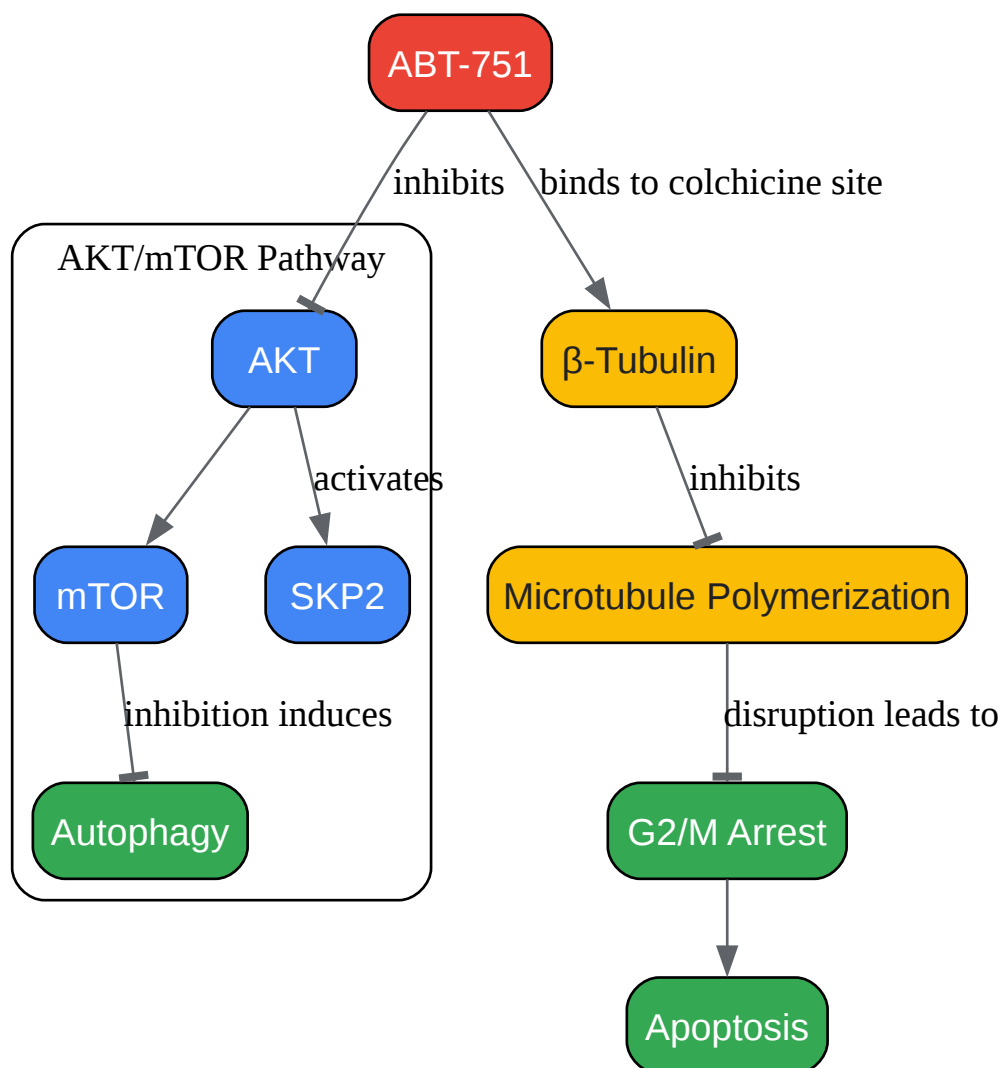 ABT-751
inhibits
binds to colchicine site
AKT/mTOR Pathway
AKT
β-Tubulin
activates
inhibits
mTOR
SKP2
Microtubule Polymerization
inhibition induces
disruption leads to
Autophagy
G2/M Arrest
Apoptosis